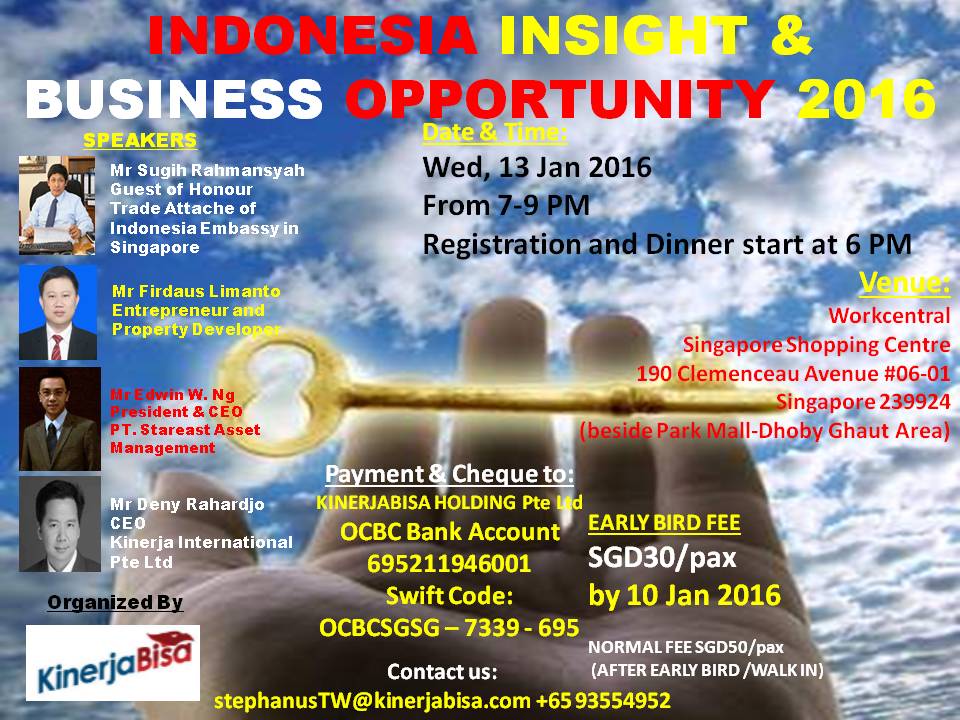 INDONESIA INSIGHT &
BUSINESS OPPORTUNITY 2016
SPEAKERS
Mr Sugih Rahmansyah
Guest of Honour
Trade Attache of
Indonesia Embassy in
Singapore
Mr Firdaus Limanto
Entrepreneur and
Property Developer
Mr Edwin W. Ng
President & CEO
PT. Stareast Asset
Management
Mr Deny Rahardjo
CEO
Kinerja International
Pte Ltd
Organized By
KinerjaBisa
Date & Time:
Wed, 13 Jan 2016
From 7-9 PM
Registration and Dinner start at 6 PM
Venue:
Workcentral
Singapore Shopping Centre
190 Clemenceau Avenue #06-01
Singapore 239924
(beside Park Mall-Dhoby Ghaut Area)
Payment & Cheque to:
KINERJABISA HOLDING Pte Ltd
OCBC Bank Account
695211946001
Swift Code:
OCBCSGSG – 7339 - 695
EARLY BIRD FEE
SGD30/pax
by 10 Jan 2016
NORMAL FEE SGD50/pax
(AFTER EARLY BIRD /WALK IN)
Contact us:
stephanusTW@kinerjabisa.com +65 93554952